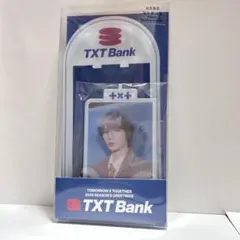 TXT Bank
+x+
TOMORROW X TOGETHER
2025 SEASON'S GREETINGS
TXT Bank